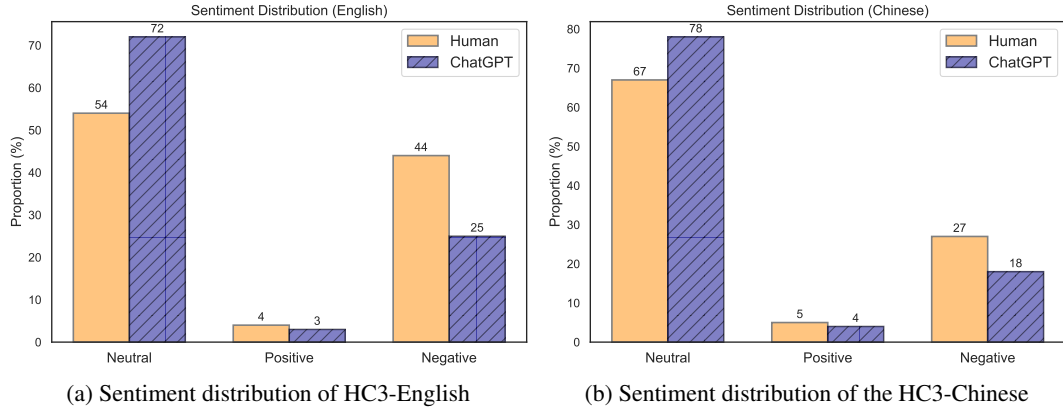 Sentiment Distribution (English)
Proportion (%)
70
60
50
40
30
20
10
0
54
72
4
3
44
25
Human
ChatGPT
Neutral
Positive
Negative
(a) Sentiment distribution of HC3-English
Sentiment Distribution (Chinese)
Proportion (%)
80
70
60
50
40
30
20
10
0
67
78
5
4
27
18
Human
ChatGPT
Neutral
Positive
Negative
(b) Sentiment distribution of the HC3-Chinese